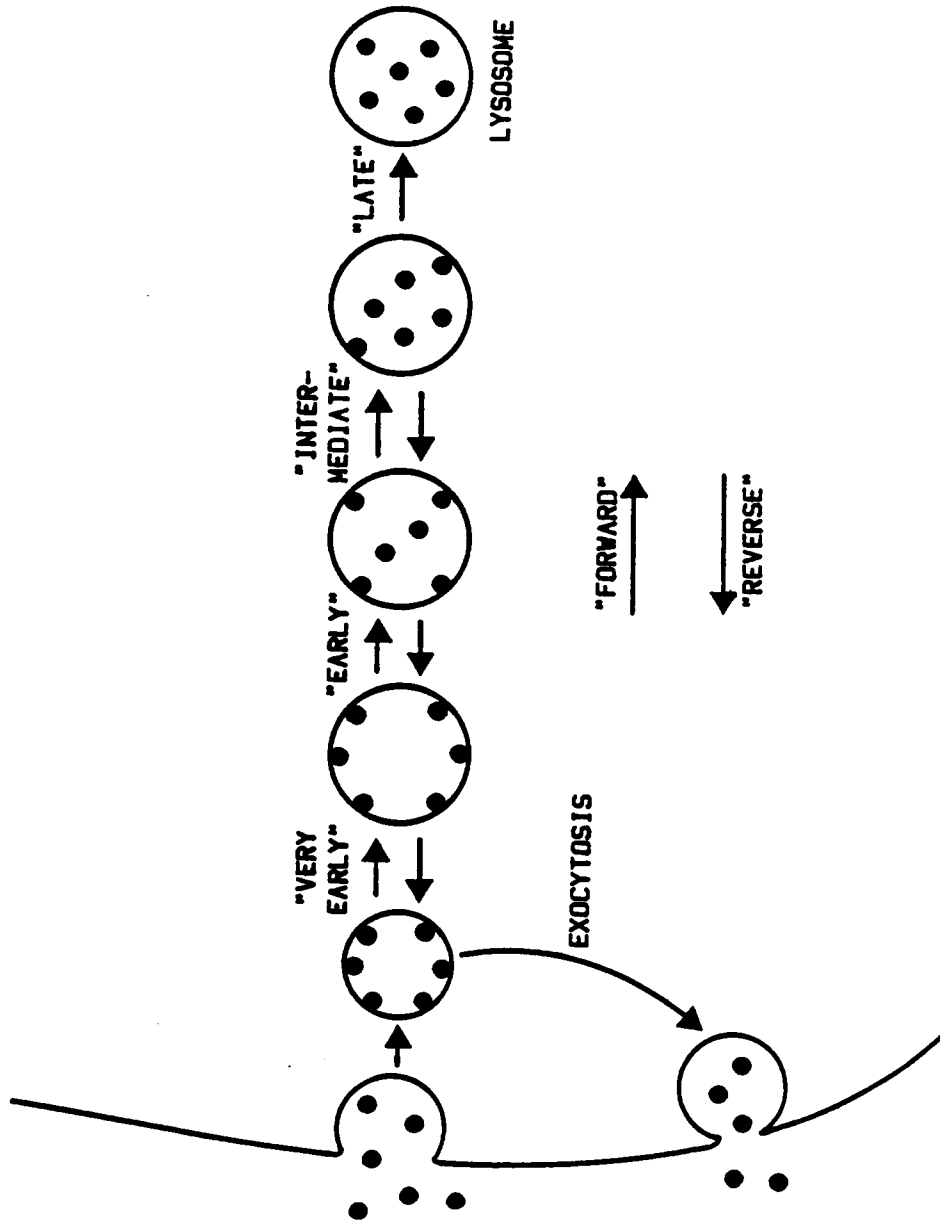 "VERY
EARLY"
"EARLY"
"INTER-
MEDIATE"
"LATE"
LYSOSOME
EXOCYTOSIS
"FORWARD"
"REVERSE"